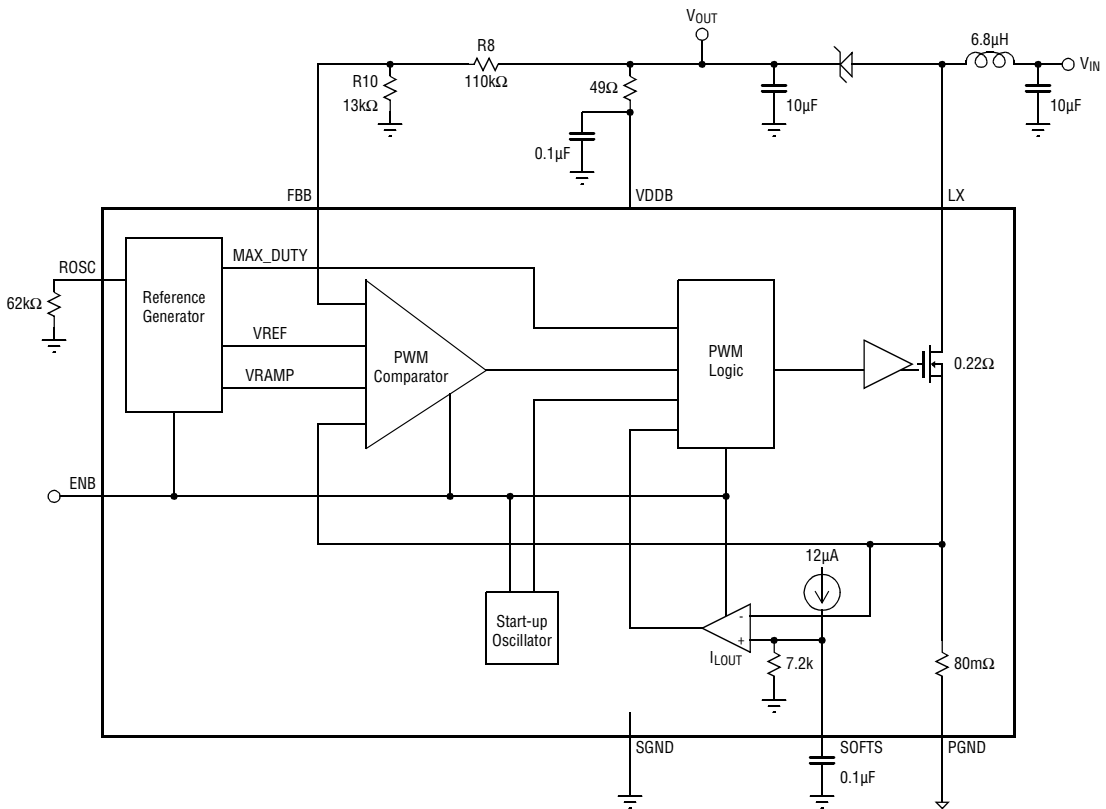 VOUT
R8
110kΩ
R10
13kΩ
49Ω
0.1µF
10µF
6.8µH
VIN
10µF
FBB
VDDB
LX
ROSC
62kΩ
Reference
Generator
MAX_DUTY
VREF
VRAMP
PWM
Comparator
PWM
Logic
0.22Ω
ENB
Start-up
Oscillator
12µA
-
+
ILOUT
7.2k
80mΩ
SGND
SOFTS
PGND
0.1µF